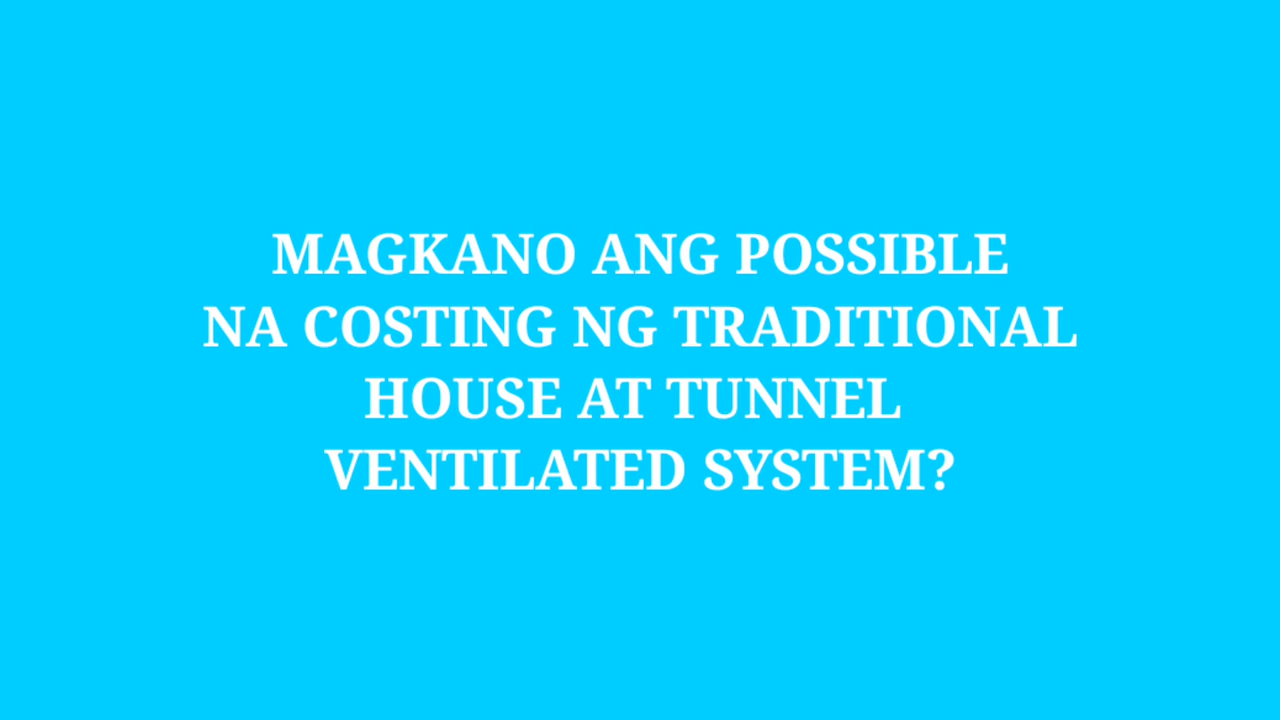 MAGKANO ANG POSSIBLE
NA COSTING NG TRADITIONAL
HOUSE AT TUNNEL
VENTILATED SYSTEM?